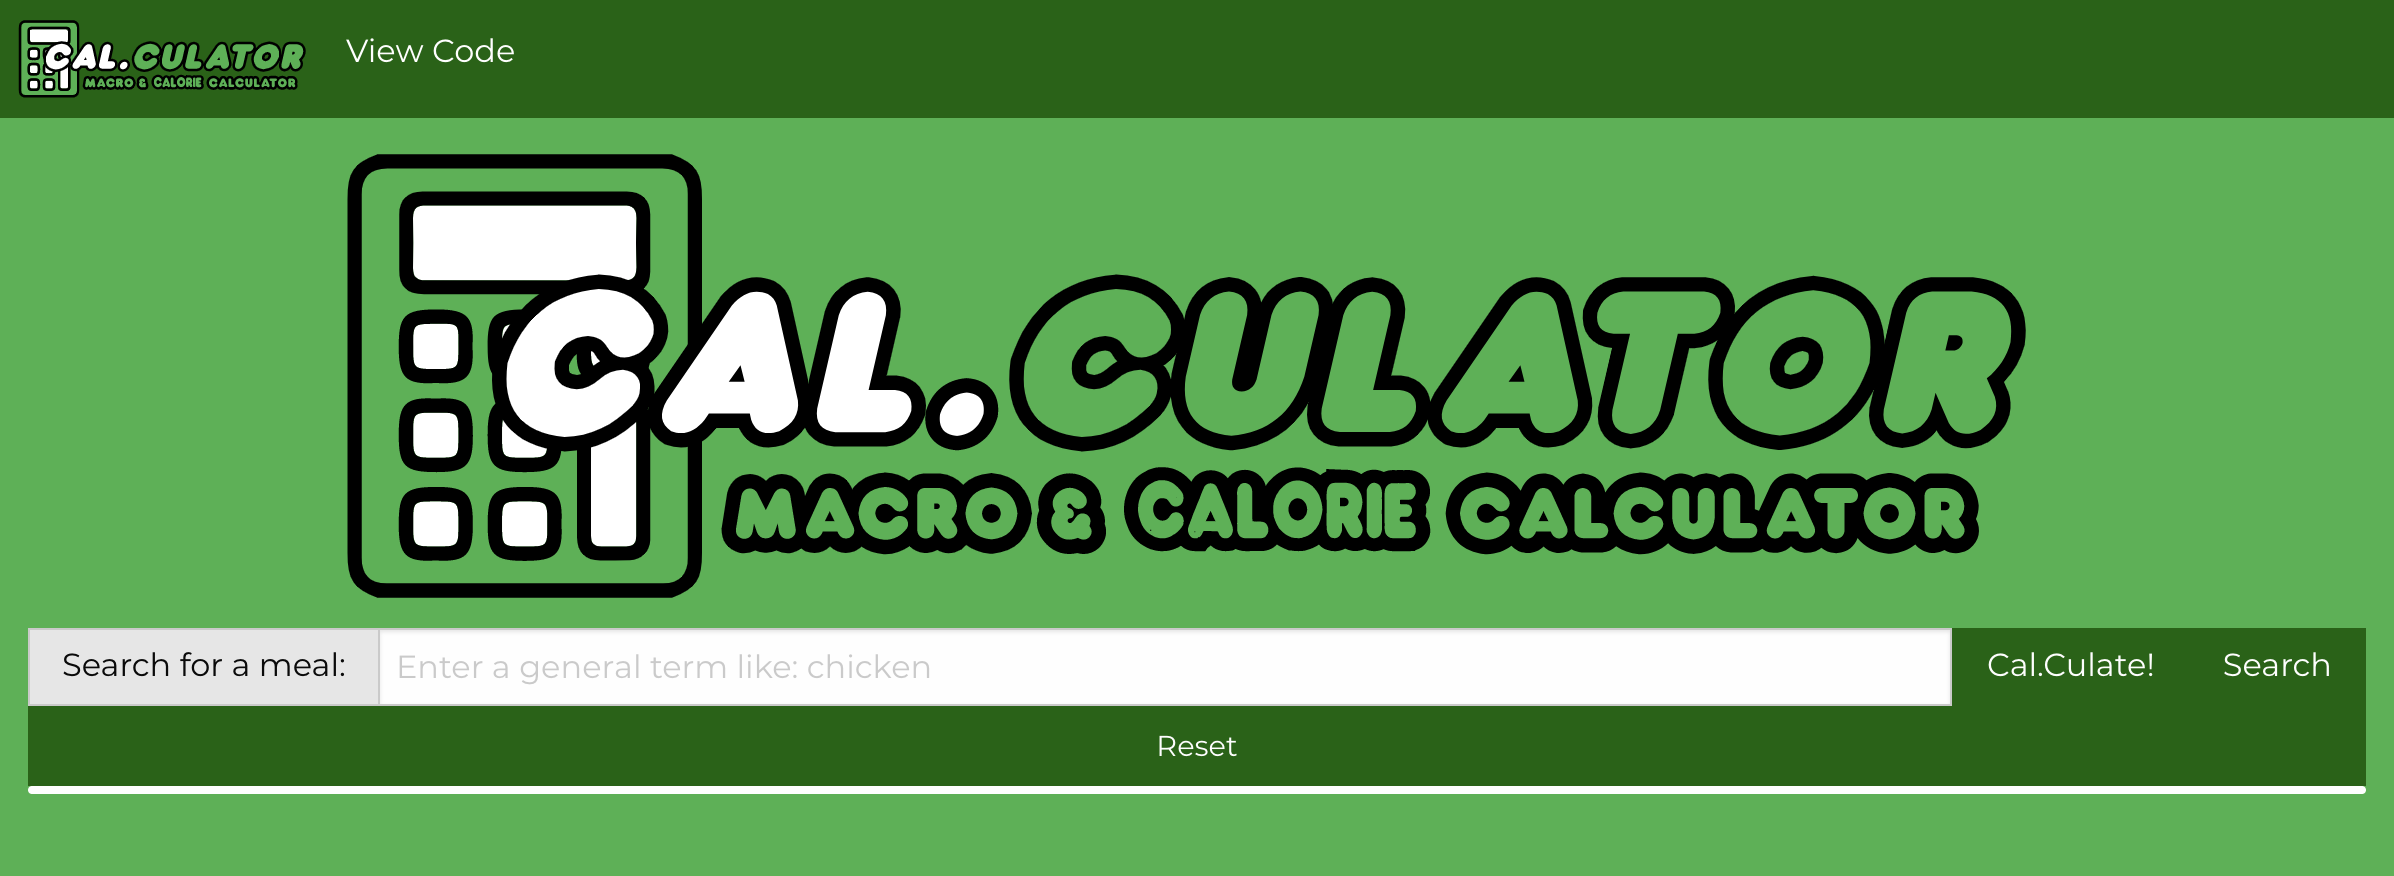 CAL.CULATOR
MACRO & CALORIE CALCULATOR
View Code
CAL.CULATOR
MACRO & CALORIE CALCULATOR
Search for a meal: Enter a general term like: chicken Cal.Culate! Search
Reset